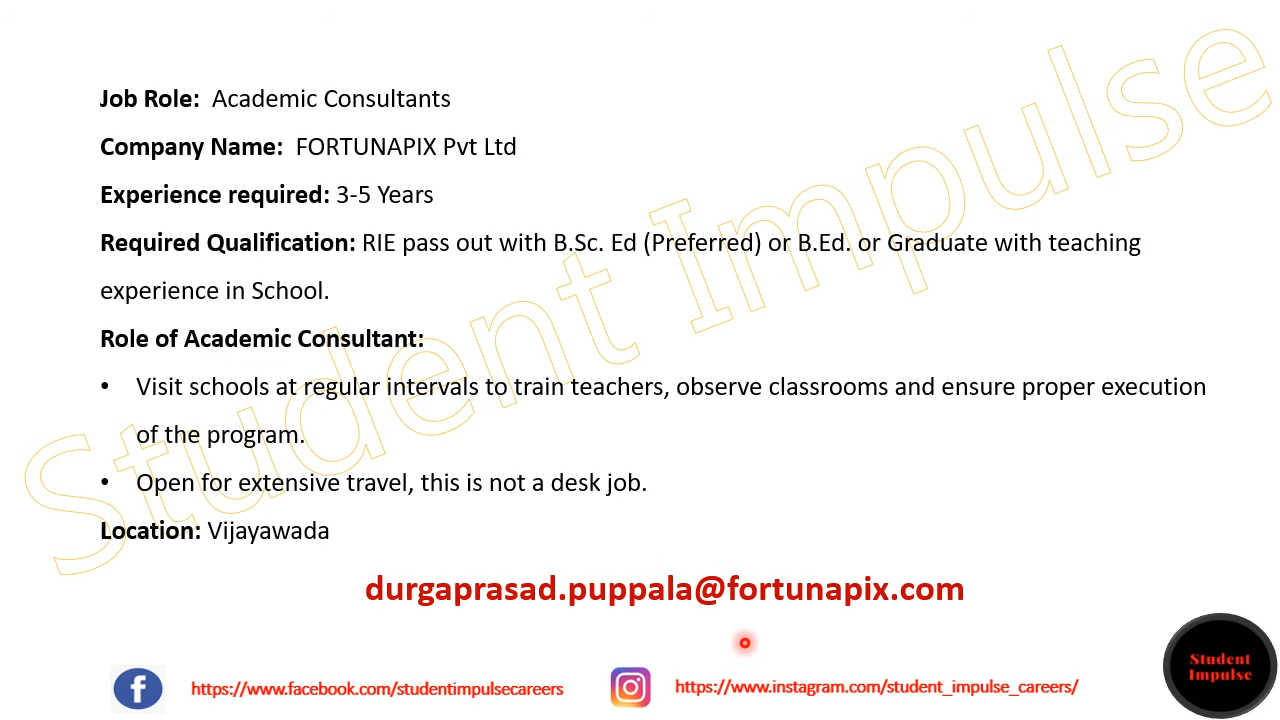 Job Role: Academic Consultants
Company Name: FORTUNAPIX Pvt Ltd
Experience required: 3-5 Years
Required Qualification: RIE pass out with B.Sc. Ed (Preferred) or B.Ed. or Graduate with teaching
experience in School.
Role of Academic Consultant:
• Visit schools at regular intervals to train teachers, observe classrooms and ensure proper execution
of the program.
• Open for extensive travel, this is not a desk job.
Location: Vijayawada
durgaprasad.puppala@fortunapix.com
Student Impulse
https://www.facebook.com/studentimpulsecareers
https://www.instagram.com/student_impulse_careers/
Student
Impulse